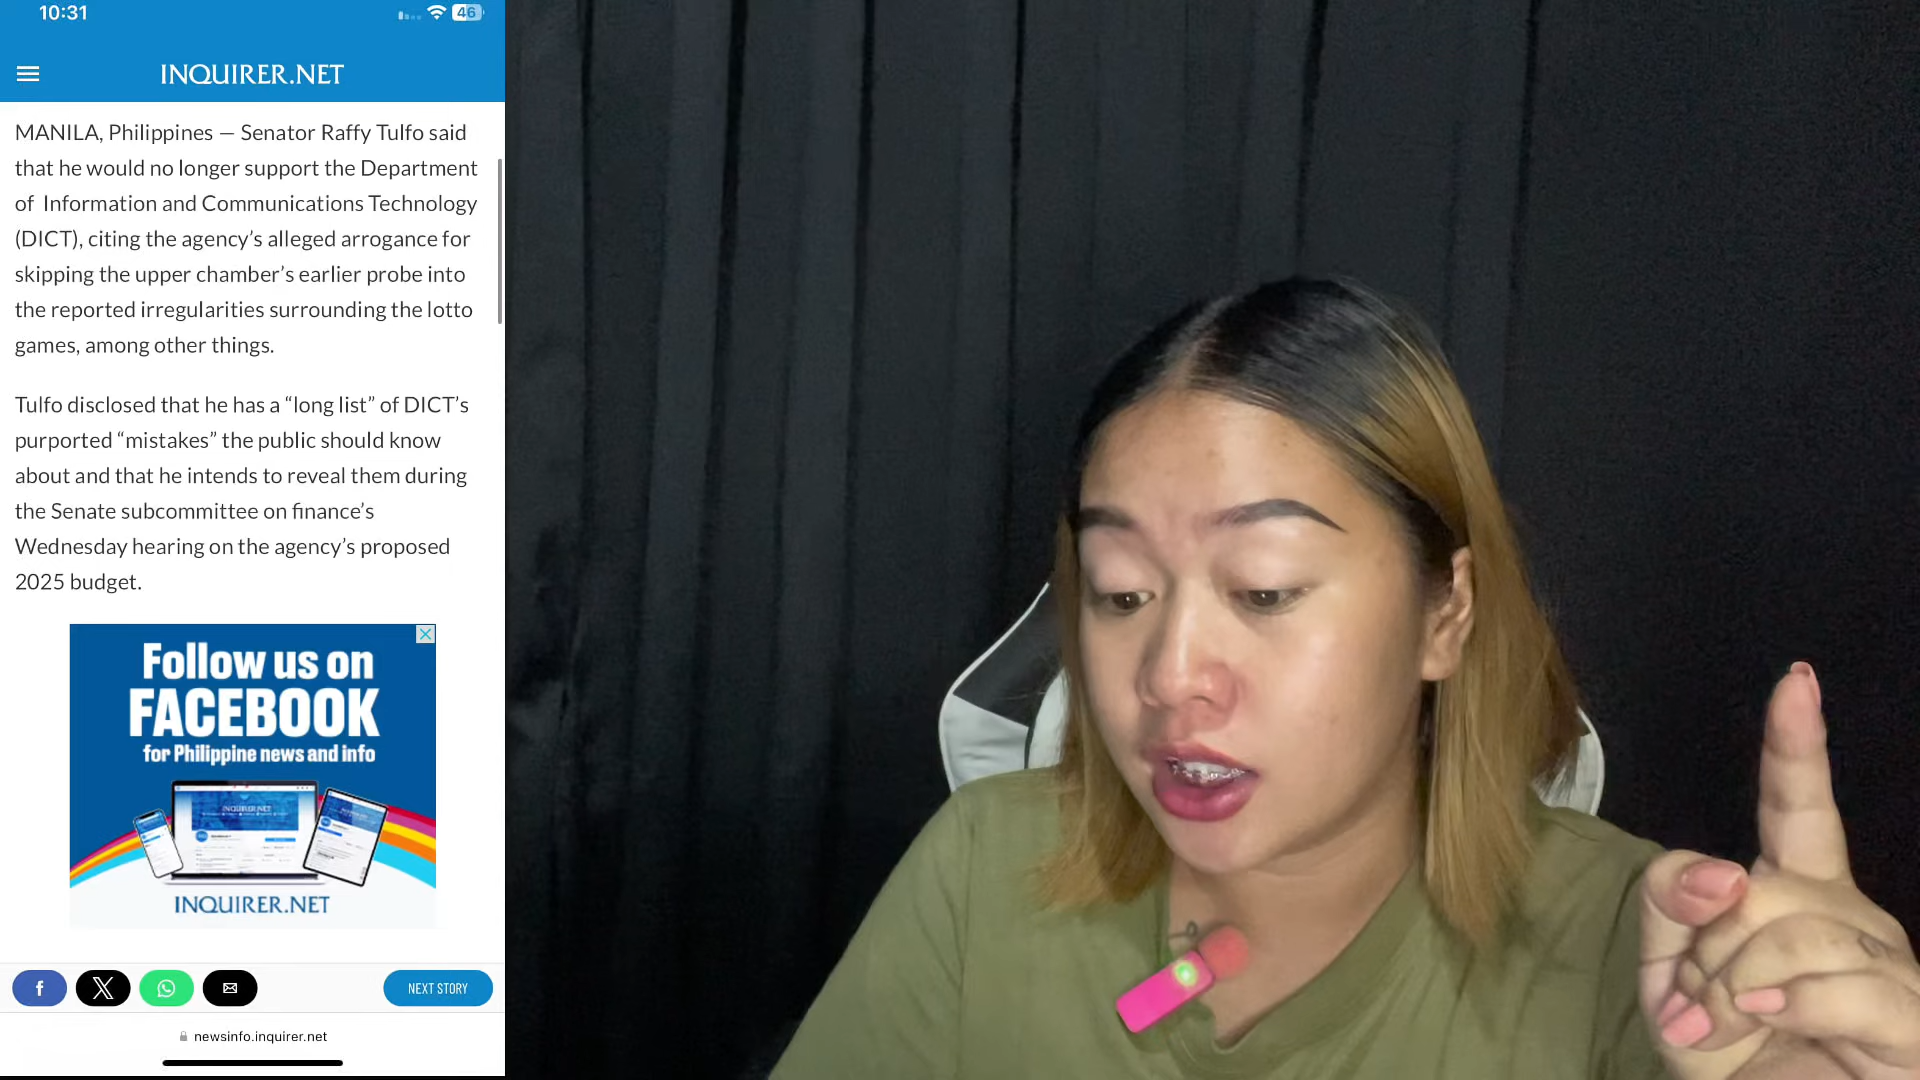 10:31
46
INQUIRER.NET
MANILA, Philippines — Senator Raffy Tulfo said
that he would no longer support the Department
of Information and Communications Technology
(DICT), citing the agency’s alleged arrogance for
skipping the upper chamber’s earlier probe into
the reported irregularities surrounding the lotto
games, among other things.
Tulfo disclosed that he has a “long list” of DICT’s
purported “mistakes” the public should know
about and that he intends to reveal them during
the Senate subcommittee on finance’s
Wednesday hearing on the agency’s proposed
2025 budget.
Follow us on
FACEBOOK
for Philippine news and info
INQUIRER.NET
INQUIRER.NET
NEXT STORY
newsinfo.inquirer.net